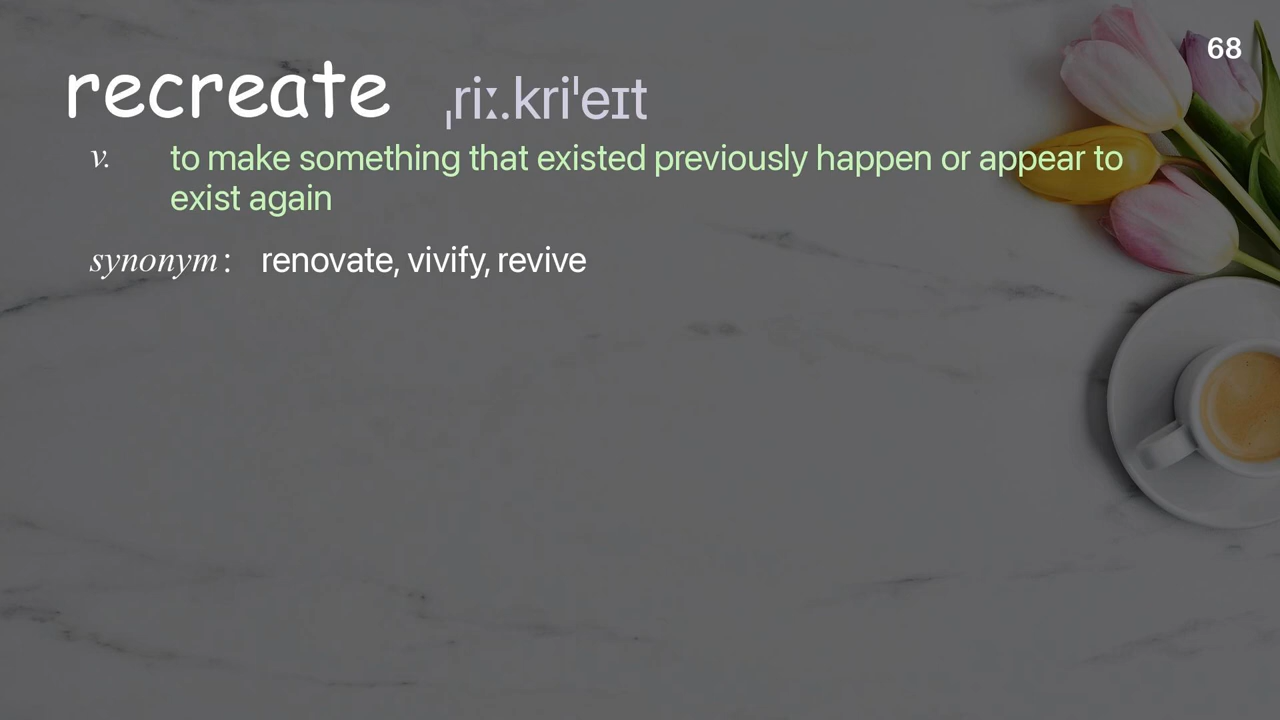 68
recreate ˌriː.kriˈeɪt
v. to make something that existed previously happen or appear to
exist again
synonym : renovate, vivify, revive